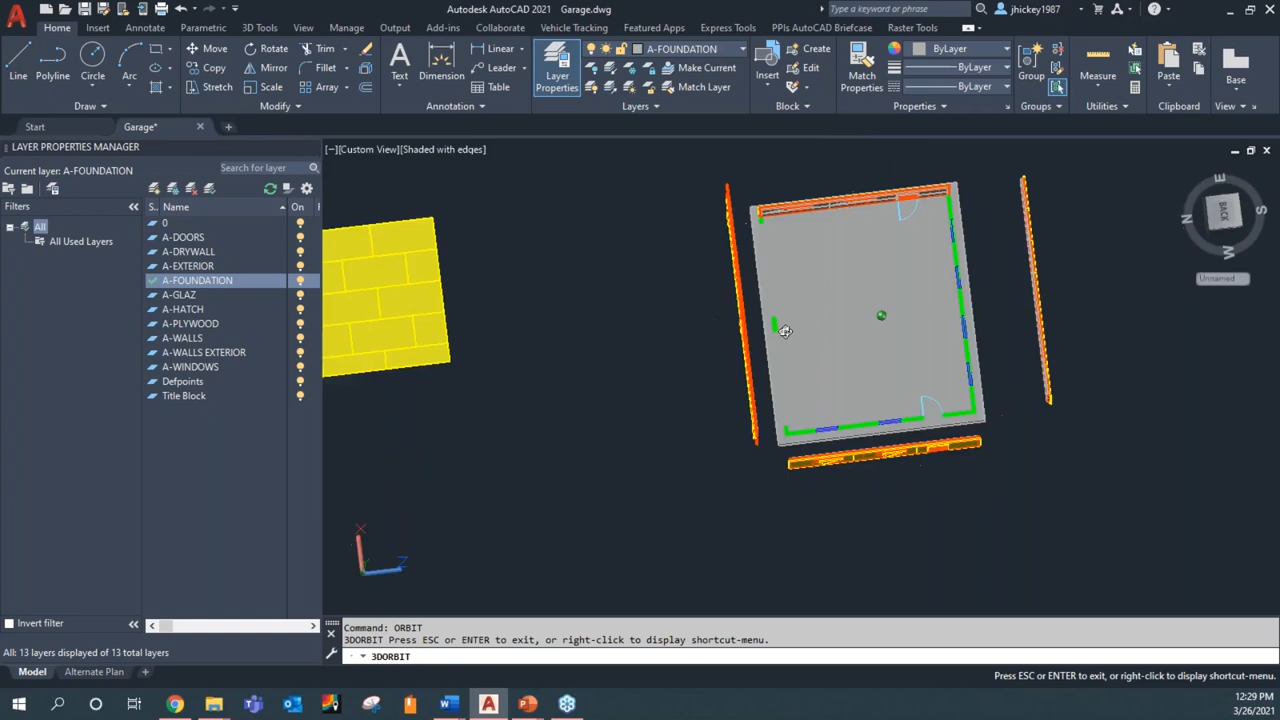 Autodesk AutoCAD 2021 Garage.dwg
Type a keyword or phrase
jhickey1987
Home Insert Annotate Parametric 3D Tools View Manage Output Add-ins Collaborate Vehicle Tracking Featured Apps Express Tools PPIs AutoCAD Briefcase Raster Tools
Line Polyline Circle Arc
Move Rotate Trim
Copy Mirror Fillet
Stretch Scale Array
Text Dimension
Linear
Leader
Table
Layer Properties
A-FOUNDATION
Make Current
Match Layer
Insert
Create
Edit
Match Properties
ByLayer
ByLayer
ByLayer
Group
Measure
Paste
Base
Draw Modify Annotation Layers Block Properties Groups Utilities Clipboard View
Start Garage*
LAYER PROPERTIES MANAGER
Current layer: A-FOUNDATION
Search for layer
Filters
All
All Used Layers
S.. Name On F
0
A-DOORS
A-DRYWALL
A-EXTERIOR
A-FOUNDATION
A-GLAZ
A-HATCH
A-PLYWOOD
A-WALLS
A-WALLS EXTERIOR
A-WINDOWS
Defpoints
Title Block
Invert filter
All: 13 layers displayed of 13 total layers
[−][Custom View][Shaded with edges]
E
N BACK S
W
Unnamed
X
Y
Z
Command: ORBIT
3DORBIT Press ESC or ENTER to exit, or right-click to display shortcut-menu.
3DORBIT
Model Alternate Plan
Press ESC or ENTER to exit, or right-click to display shortcut-menu.
12:29 PM
3/26/2021